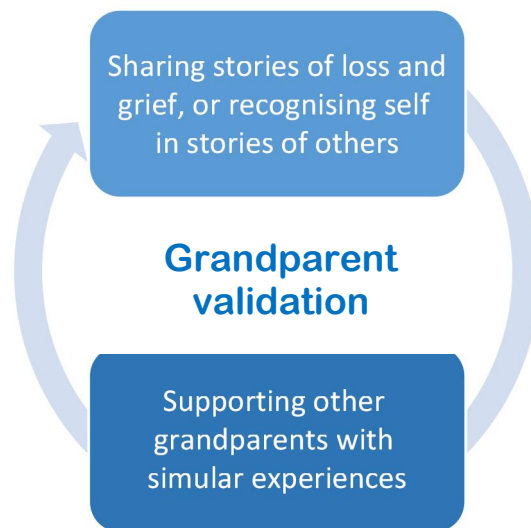 Sharing stories of loss and
grief, or recognising self
in stories of others
Grandparent
validation
Supporting other
grandparents with
simular experiences